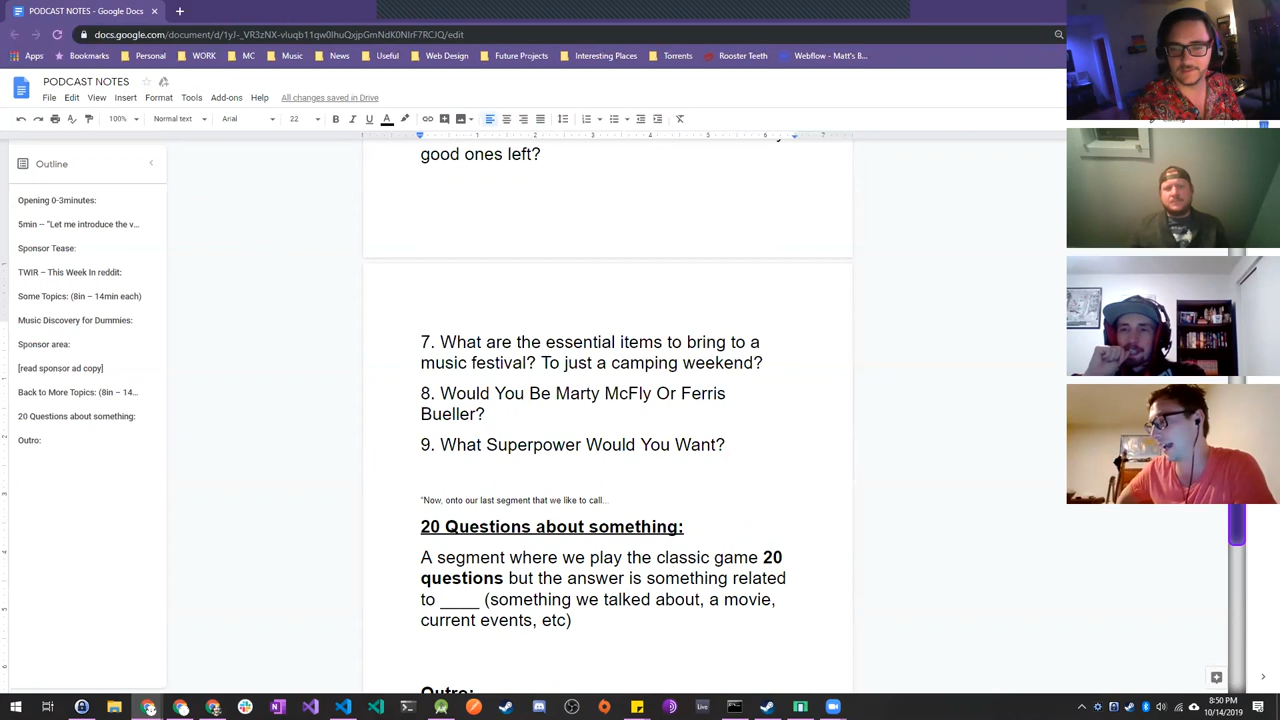 PODCAST NOTES - Google Docs
docs.google.com/document/d/1yJ-_VR3zNX-vluqb11qw0lhuQxjpGmNdK0NIrF7RCJQ/edit
Apps Bookmarks Personal WORK MC Music News Useful Web Design Future Projects Interesting Places Torrents Rooster Teeth Webflow - Matt's B...
PODCAST NOTES
File Edit View Insert Format Tools Add-ons Help All changes saved in Drive
100% Normal text Arial 22
Outline
Opening 0-3minutes:
5min -- "Let me introduce the v...
Sponsor Tease:
TWIR – This Week In reddit:
Some Topics: (8in – 14min each)
Music Discovery for Dummies:
Sponsor area:
[read sponsor ad copy]
Back to More Topics: (8in – 14...
20 Questions about something:
Outro:
good ones left?
7. What are the essential items to bring to a
music festival? To just a camping weekend?
8. Would You Be Marty McFly Or Ferris
Bueller?
9. What Superpower Would You Want?
"Now, onto our last segment that we like to call...
20 Questions about something:
A segment where we play the classic game 20
questions but the answer is something related
to ____ (something we talked about, a movie,
current events, etc)
Outro:
8:50 PM
10/14/2019